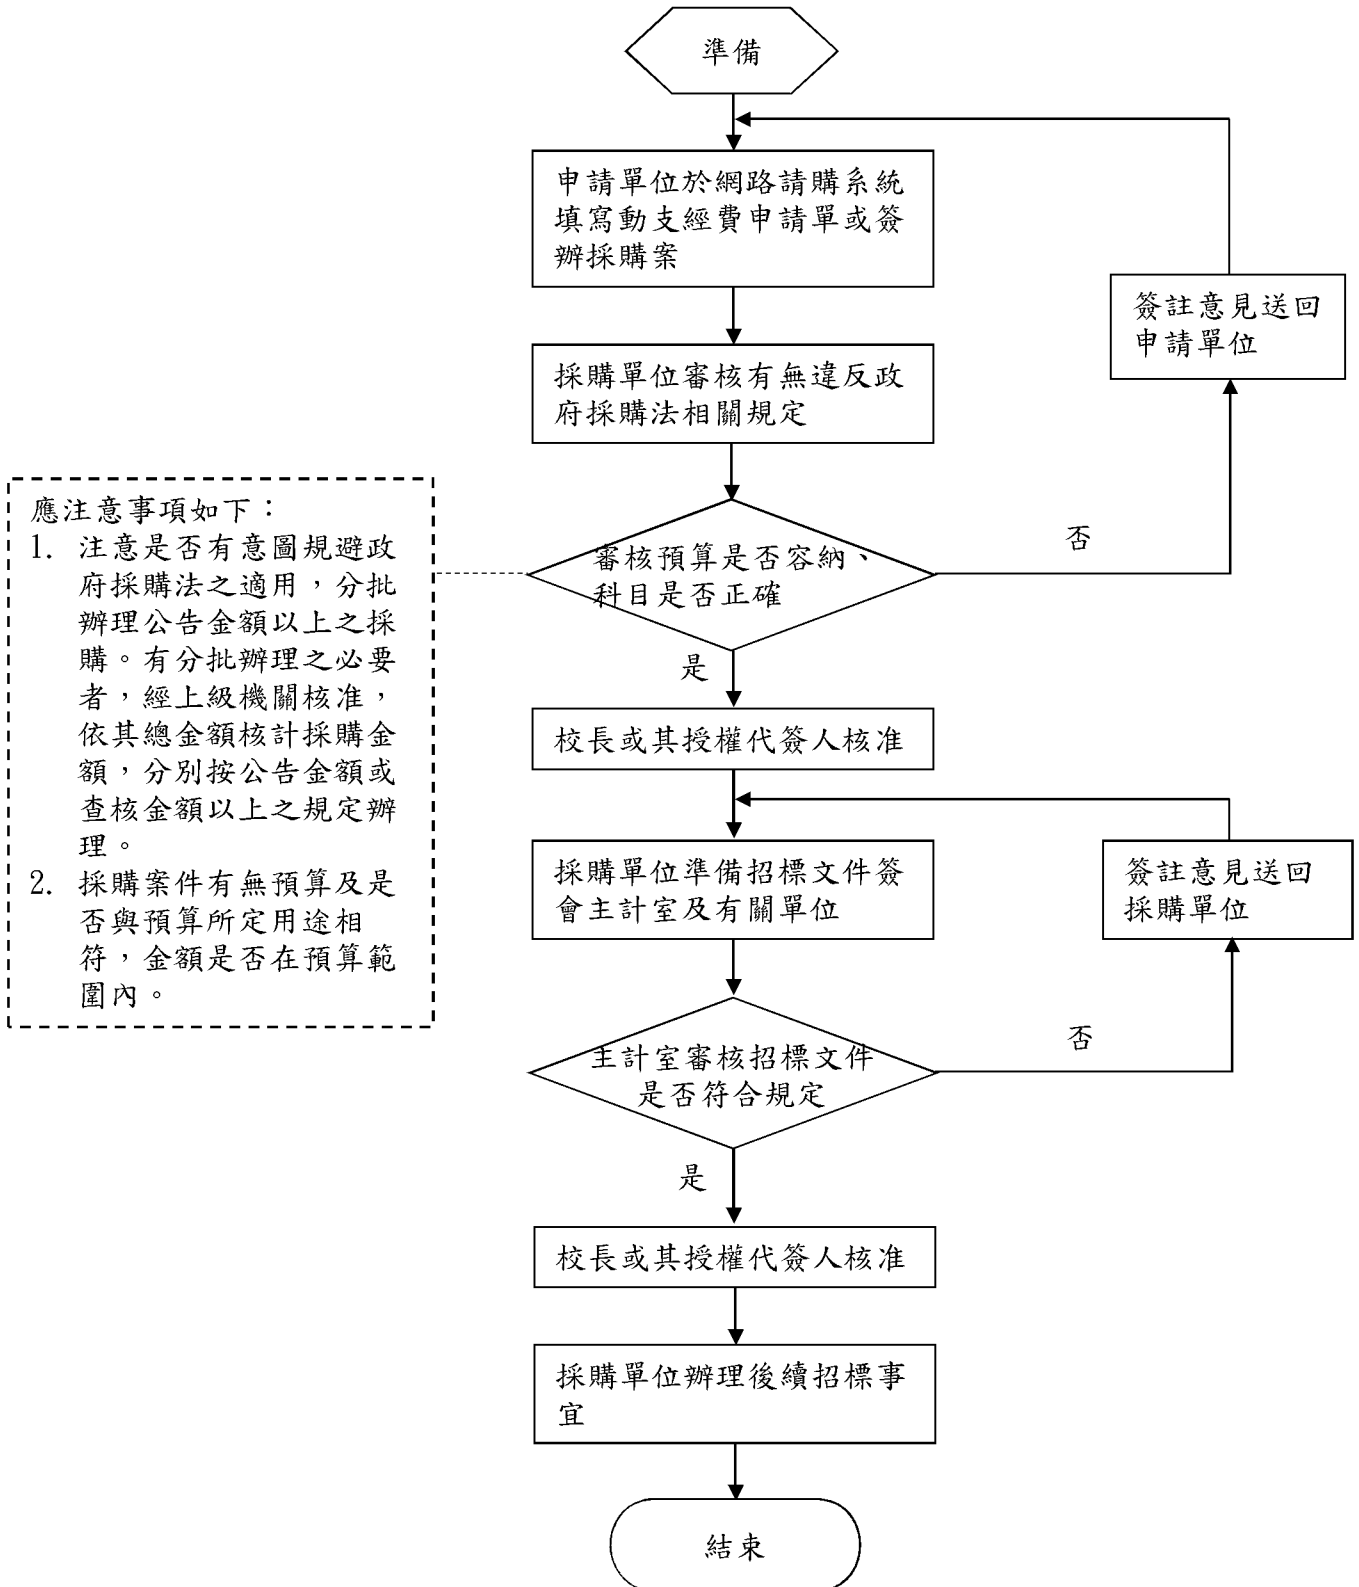 準備
申請單位於網路請購系統
填寫動支經費申請單或簽
辦採購案
簽註意見送回
申請單位
採購單位審核有無違反政
府採購法相關規定
應注意事項如下：
1. 注意是否有意圖規避政
府採購法之適用，分批
辦理公告金額以上之採
購。有分批辦理之必要
者，經上級機關核准，
依其總金額核計採購金
額，分別按公告金額或
查核金額以上之規定辦
理。
2. 採購案件有無預算及是
否與預算所定用途相
符，金額是否在預算範
圍內。
審核預算是否容納、
科目是否正確
否
是
校長或其授權代簽人核准
採購單位準備招標文件簽
會主計室及有關單位
簽註意見送回
採購單位
主計室審核招標文件
是否符合規定
否
是
校長或其授權代簽人核准
採購單位辦理後續招標事
宜
結束